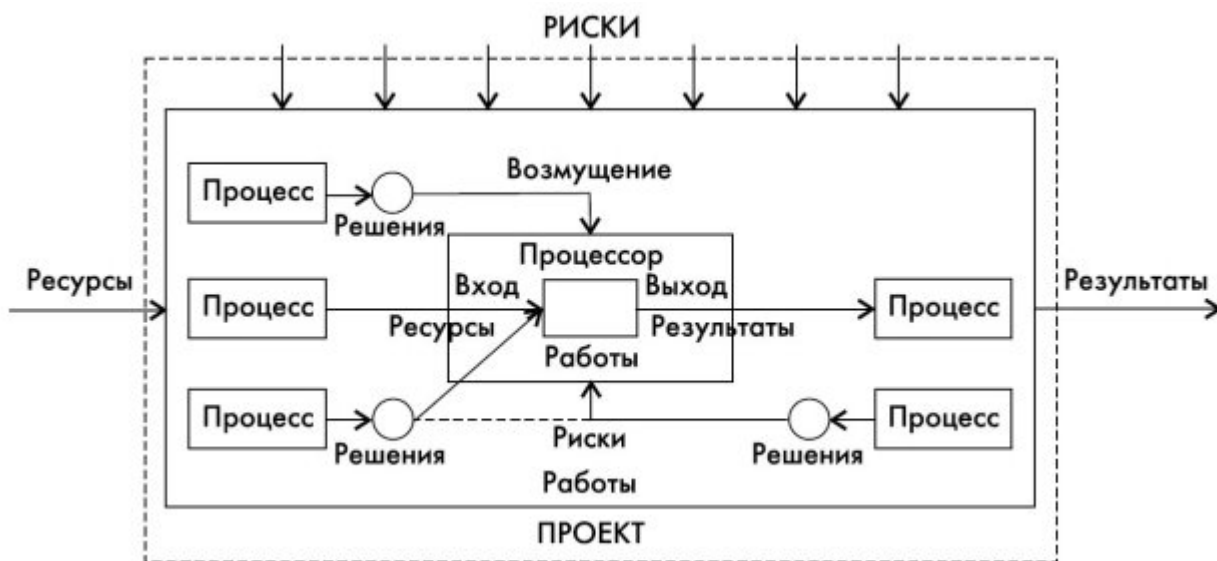 РИСКИ
Возмущение
Процесс
Решения
Процессор
Ресурсы
Процесс
Вход
Выход
Процесс
Результаты
Ресурсы
Результаты
Работы
Процесс
Решения
Риски
Решения
Процесс
Работы
ПРОЕКТ